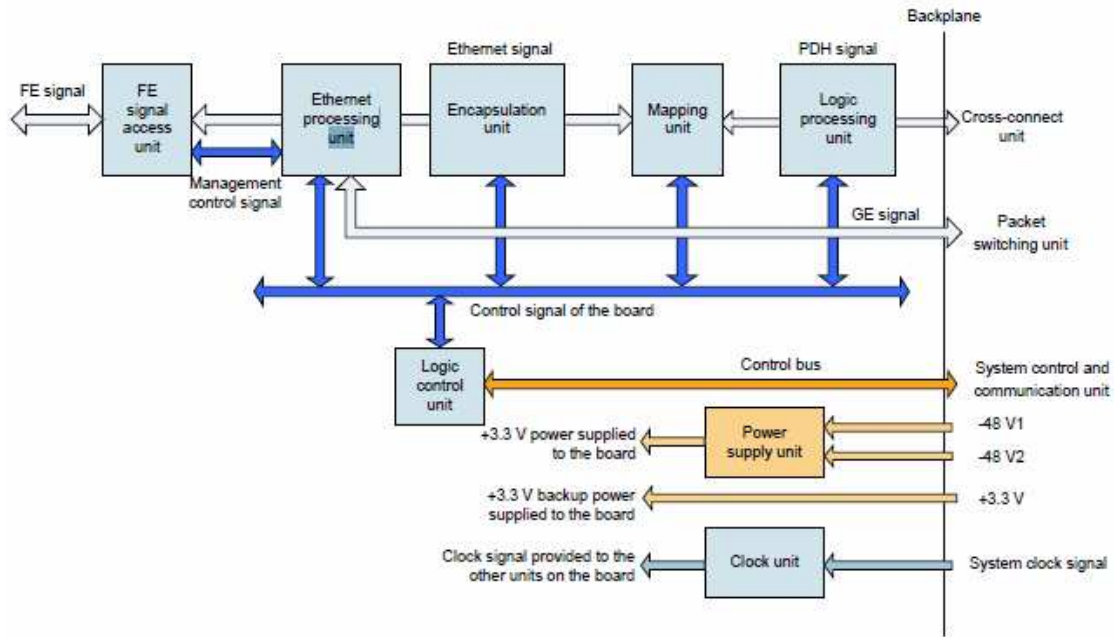 Backplane
Ethernet signal
PDH signal
FE signal
FE
signal
access
unit
Ethernet
processing
unit
Encapsulation
unit
Mapping
unit
Logic
processing
unit
Cross-connect
unit
Management
control signal
GE signal
Packet
switching unit
Control signal of the board
Logic
control
unit
Control bus
System control and
communication unit
+3.3 V power supplied
to the board
Power
supply unit
-48 V1
-48 V2
+3.3 V backup power
supplied to the board
+3.3 V
Clock signal provided to the
other units on the board
Clock unit
System clock signal